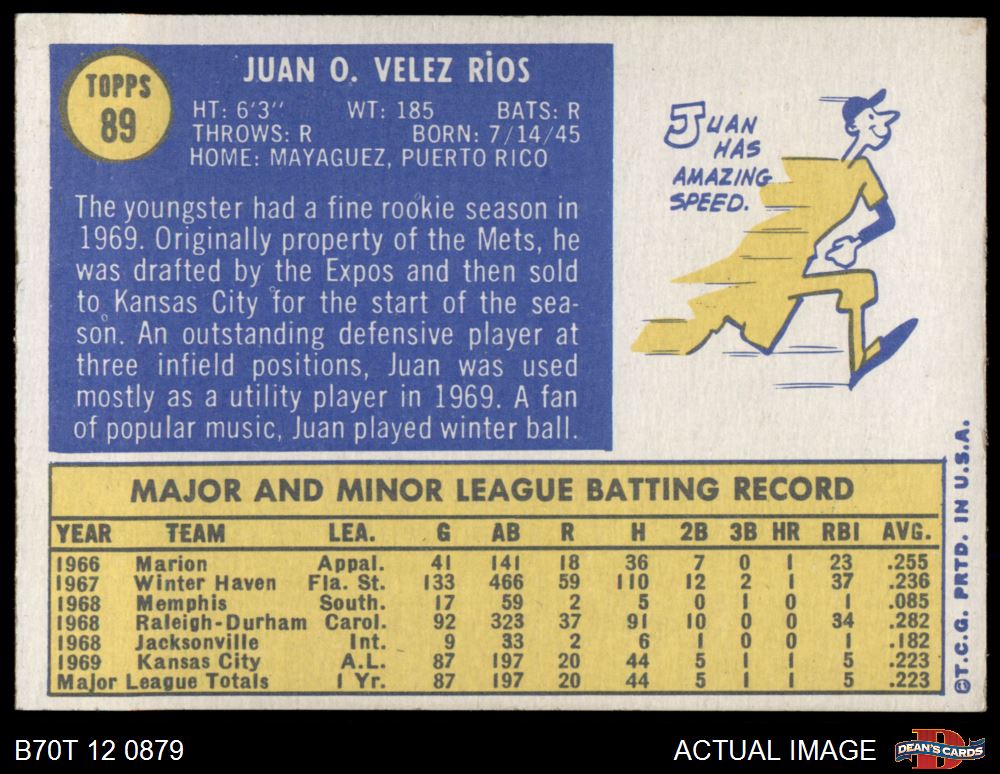 TOPPS
89
JUAN O. VELEZ RIOS
HT: 6'3" WT: 185 BATS: R
THROWS: R BORN: 7/14/45
HOME: MAYAGUEZ, PUERTO RICO
The youngster had a fine rookie season in
1969. Originally property of the Mets, he
was drafted by the Expos and then sold
to Kansas City for the start of the sea-
son. An outstanding defensive player at
three infield positions, Juan was used
mostly as a utility player in 1969. A fan
of popular music, Juan played winter ball.
JUAN
HAS
AMAZING
SPEED.
MAJOR AND MINOR LEAGUE BATTING RECORD
YEAR TEAM LEA. G AB R H 2B 3B HR RBI AVG.
1966 Marion Appal. 41 141 18 36 7 0 1 23 .255
1967 Winter Haven Fla. St. 133 466 59 110 12 2 1 37 .236
1968 Memphis South. 17 59 2 5 0 1 0 1 .085
1968 Raleigh-Durham Carol. 92 323 37 91 10 0 0 34 .282
1968 Jacksonville Int. 9 33 2 6 1 0 0 1 .182
1969 Kansas City A.L. 87 197 20 44 5 1 1 5 .223
Major League Totals 1 Yr. 87 197 20 44 5 1 1 5 .223
©T.C.G. PRTD. IN U.S.A.
B70T 12 0879
ACTUAL IMAGE
D
DEAN'S CARDS